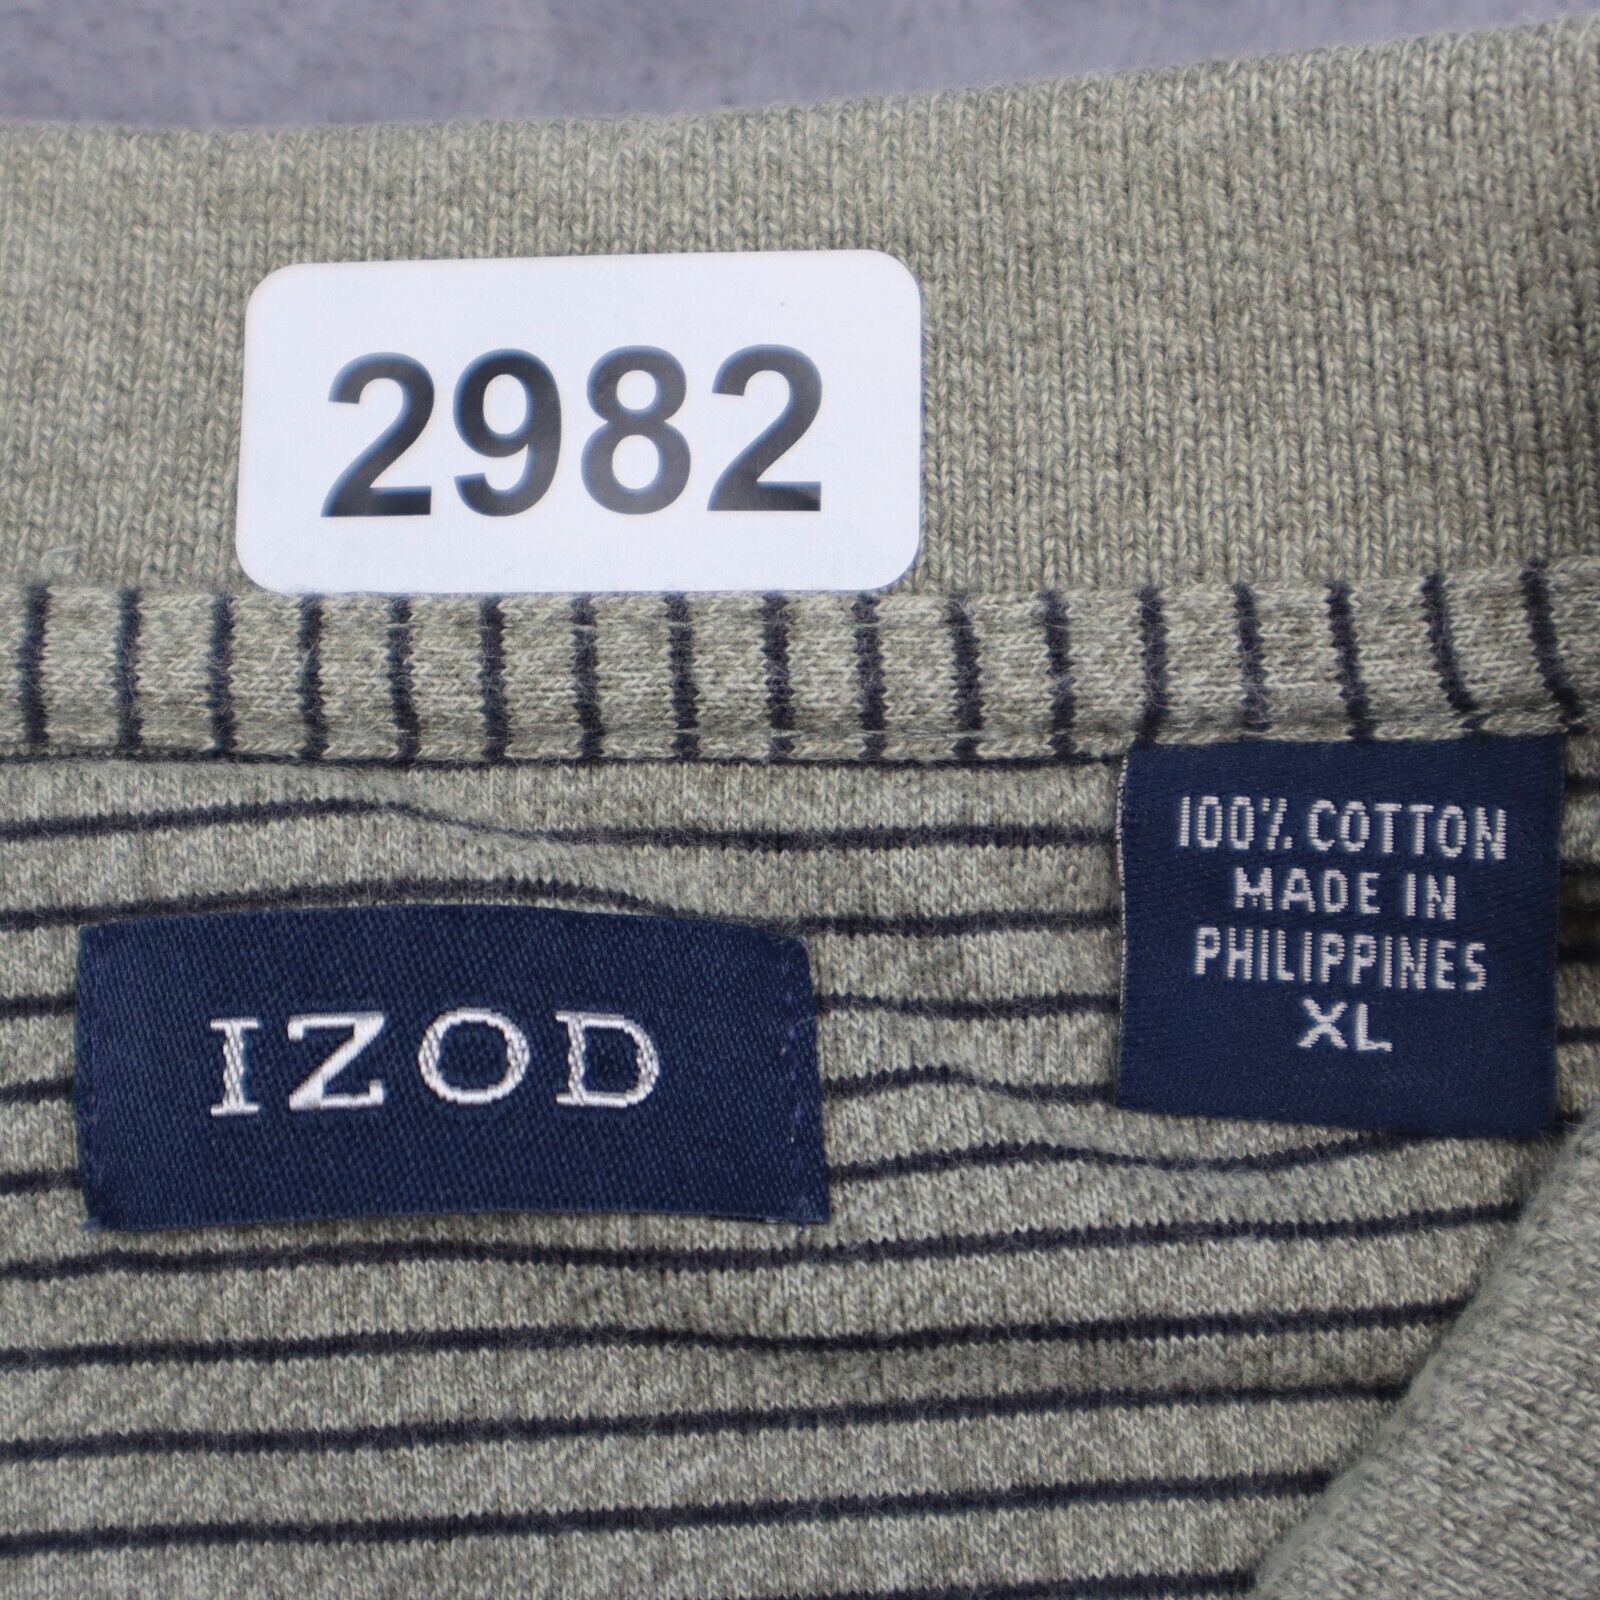 2982
IZOD
100% COTTON
MADE IN
PHILIPPINES
XL